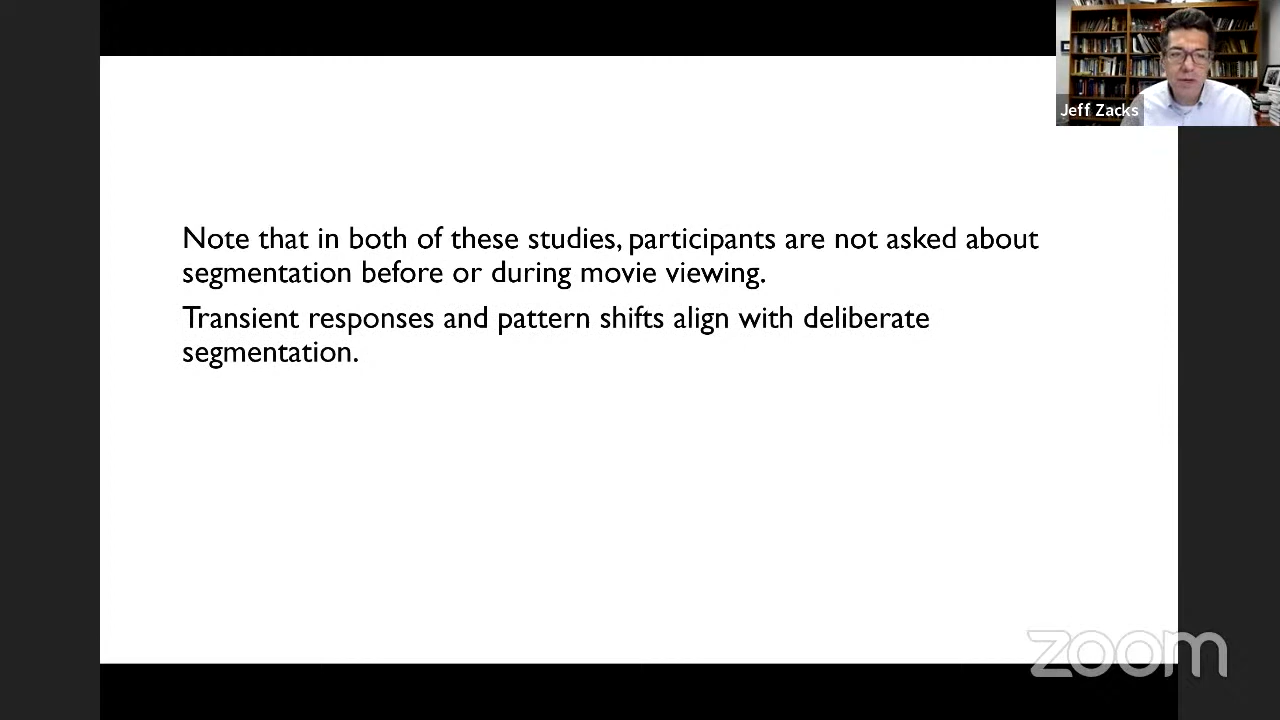 Jeff Zacks
Note that in both of these studies, participants are not asked about
segmentation before or during movie viewing.
Transient responses and pattern shifts align with deliberate
segmentation.
zoom